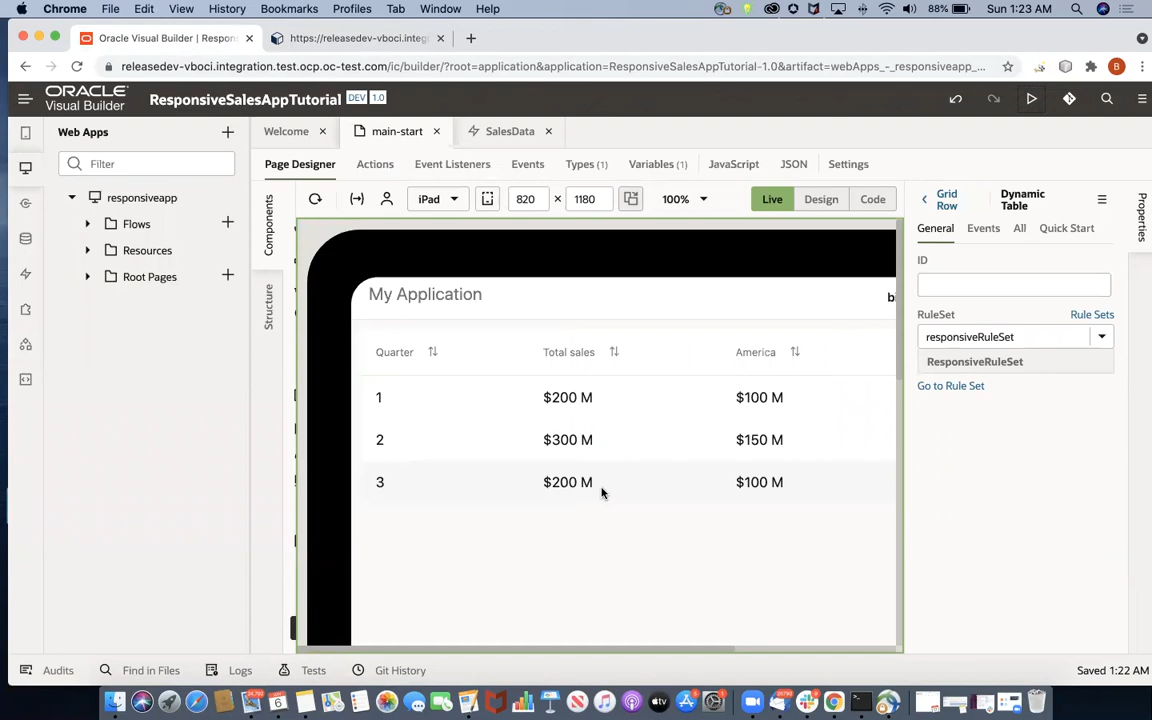 Chrome File Edit View History Bookmarks Profiles Tab Window Help 88% Sun 1:23 AM
Oracle Visual Builder | Respon
https://releasedev-vboci.integ
releasedev-vboci.integration.test.ocp.oc-test.com/ic/builder/?root=application&application=ResponsiveSalesAppTutorial-1.0&artifact=webApps_-_responsiveapp_... B
ORACLE
Visual Builder
ResponsiveSalesAppTutorial DEV 1.0
Web Apps
Welcome main-start SalesData
Filter
Page Designer Actions Event Listeners Events Types (1) Variables (1) JavaScript JSON Settings
responsiveapp
Flows
Resources
Root Pages
Components
Structure
iPad 820 × 1180 100% Live Design Code
My Application bi
Quarter Total sales America
1 $200 M $100 M
2 $300 M $150 M
3 $200 M $100 M
Grid Row
Dynamic Table
General Events All Quick Start
ID
RuleSet Rule Sets
responsiveRuleSet
ResponsiveRuleSet
Go to Rule Set
Properties
Audits Find in Files Logs Tests Git History Saved 1:22 AM